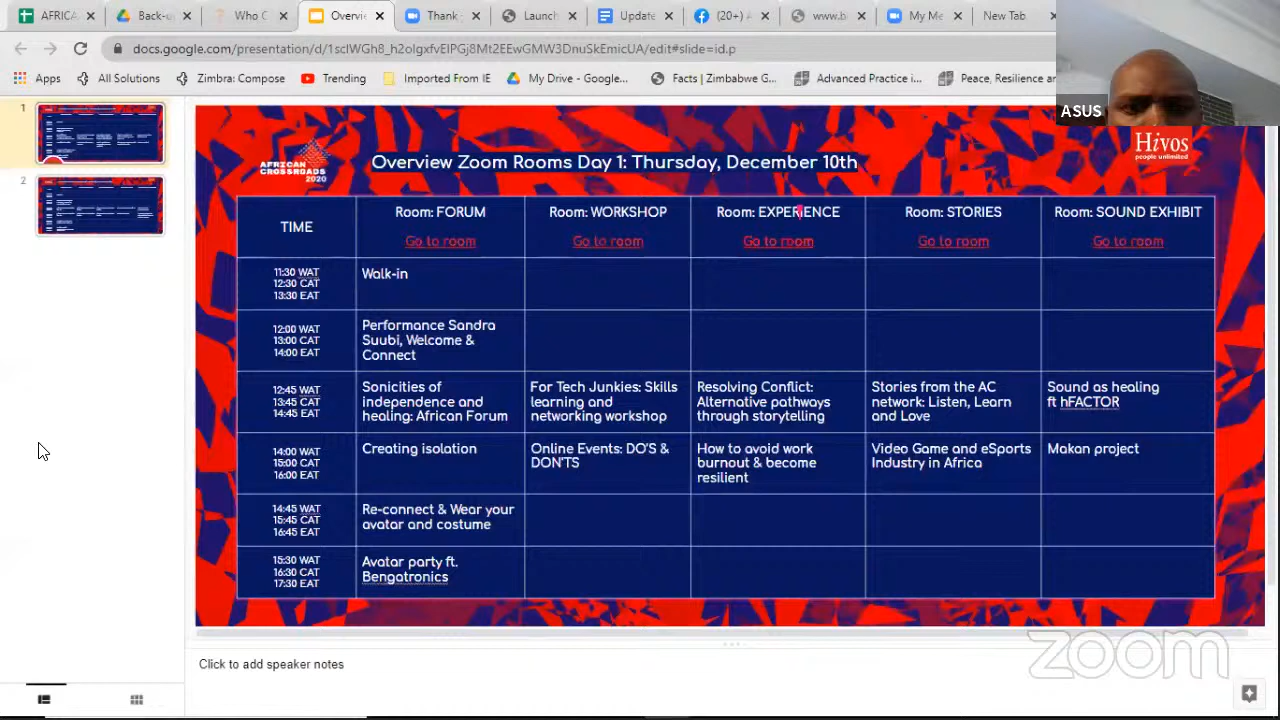 AFRICA
Back-u
Who C
Overvi
Thank
Launch
Update
(20+)
www.b
My Me
New Tab
docs.google.com/presentation/d/
edit#slide=id.p
Apps
All Solutions
Zimbra: Compose
Trending
Imported From IE
My Drive - Google...
Facts | Zimbabwe G...
Advanced Practice i...
Peace, Resilience an
ASUS
1
2
AFRICAN
CROSSROADS
2020
Overview Zoom Rooms Day 1: Thursday, December 10th
Hivos
people unlimited
TIME
Room: FORUM
Go to room
Room: WORKSHOP
Go to room
Room: EXPERIENCE
Go to room
Room: STORIES
Go to room
Room: SOUND EXHIBIT
Go to room
11:30 WAT
12:30 CAT
13:30 EAT
Walk-in
12:00 WAT
13:00 CAT
14:00 EAT
Performance Sandra
Suubi, Welcome &
Connect
12:45 WAT
13:45 CAT
14:45 EAT
Sonicities of
independence and
healing: African Forum
For Tech Junkies: Skills
learning and
networking workshop
Resolving Conflict:
Alternative pathways
through storytelling
Stories from the AC
network: Listen, Learn
and Love
Sound as healing
ft hFACTOR
14:00 WAT
15:00 CAT
16:00 EAT
Creating isolation
Online Events: DO'S &
DON'TS
How to avoid work
burnout & become
resilient
Video Game and eSports
Industry in Africa
Makan project
14:45 WAT
15:45 CAT
16:45 EAT
Re-connect & Wear your
avatar and costume
15:30 WAT
16:30 CAT
17:30 EAT
Avatar party ft.
Bengatronics
Click to add speaker notes
zoom